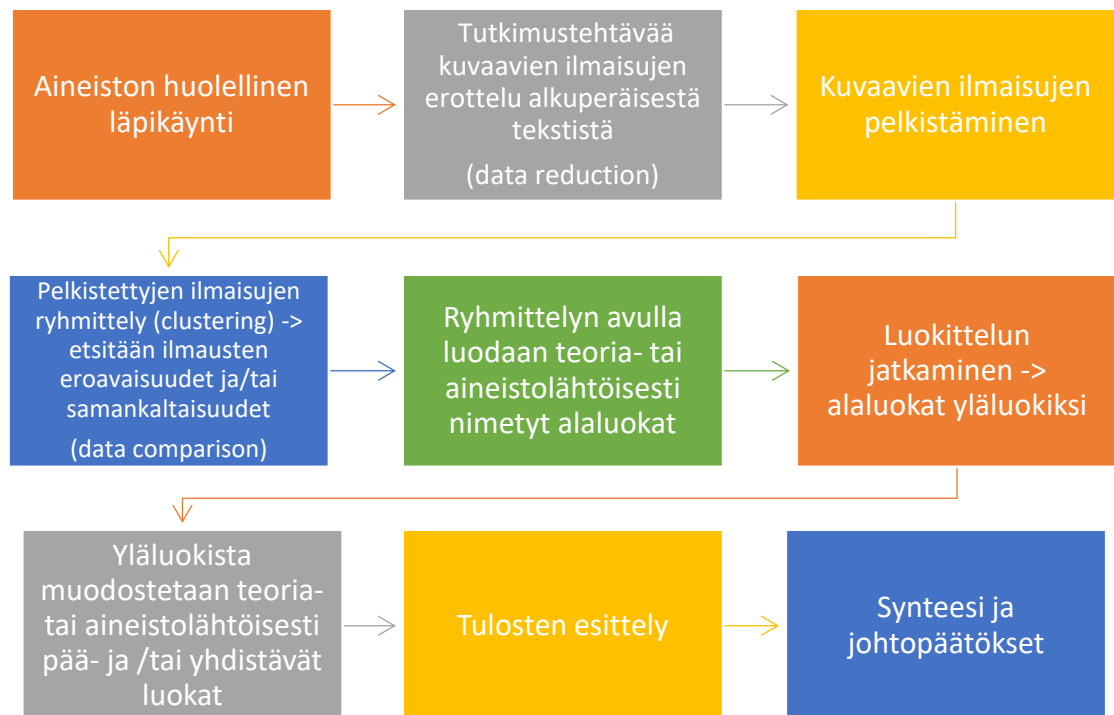 Aineiston huolellinen
läpikäynti
Tutkimustehtävää
kuvaavien ilmaisujen
erottelu alkuperäisestä
tekstistä
(data reduction)
Kuvaavien ilmaisujen
pelkistäminen
Pelkistettyjen ilmaisujen
ryhmittely (clustering) ->
etsitään ilmausten
eroavaisuudet ja/tai
samankaltaisuudet
(data comparison)
Ryhmittelyn avulla
luodaan teoria- tai
aineistolähtöisesti
nimetyt alaluokat
Luokittelun
jatkaminen ->
alaluokat yläluokiksi
Yläluokista
muodostetaan teoria-
tai aineistolähtöisesti
pää- ja /tai yhdistävät
luokat
Tulosten esittely
Synteesi ja
johtopäätökset